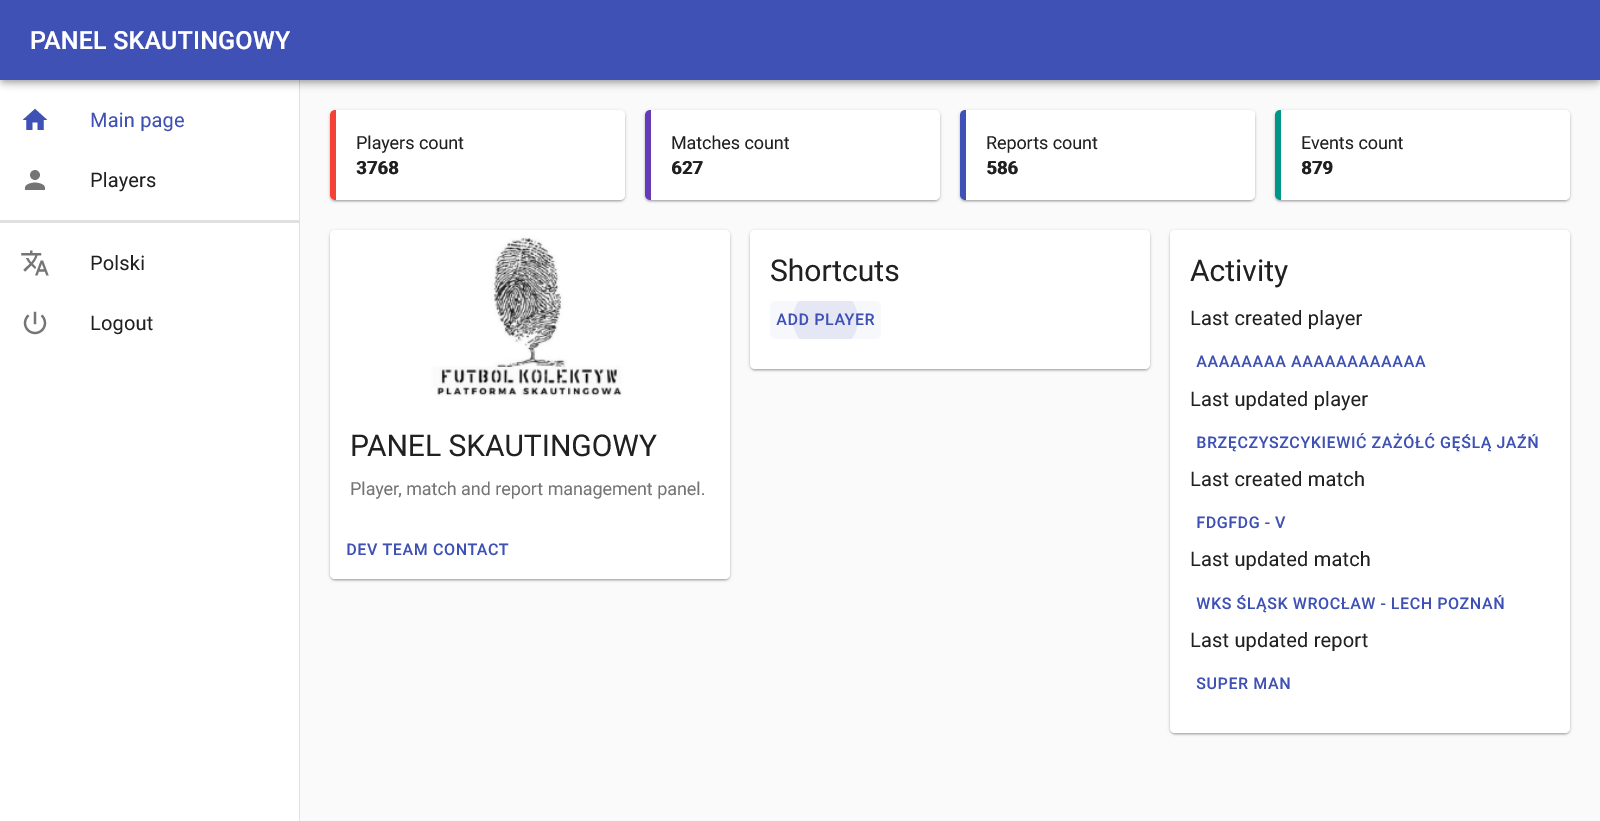 PANEL SKAUTINGOWY
Main page
Players
Polski
Logout
Players count
3768
Matches count
627
Reports count
586
Events count
879
FUTBOL KOLEKTYW
PLATFORMA SKAUTINGOWA
PANEL SKAUTINGOWY
Player, match and report management panel.
DEV TEAM CONTACT
Shortcuts
ADD PLAYER
Activity
Last created player
AAAAAAAA AAAAAAAAAAAA
Last updated player
BRZĘCZYSZCYKIEWIĆ ZAŻÓŁĆ GĘŚLĄ JAŹŃ
Last created match
FDGFDG - V
Last updated match
WKS ŚLĄSK WROCŁAW - LECH POZNAŃ
Last updated report
SUPER MAN